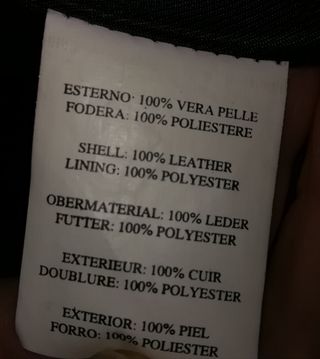 ESTERNO: 100% VERA PELLE
FODERA: 100% POLIESTERE
SHELL: 100% LEATHER
LINING: 100% POLYESTER
OBERMATERIAL: 100% LEDER
FUTTER: 100% POLYESTER
EXTERIEUR: 100% CUIR
DOUBLURE: 100% POLYESTER
EXTERIOR: 100% PIEL
FORRO: 100% POLIESTER